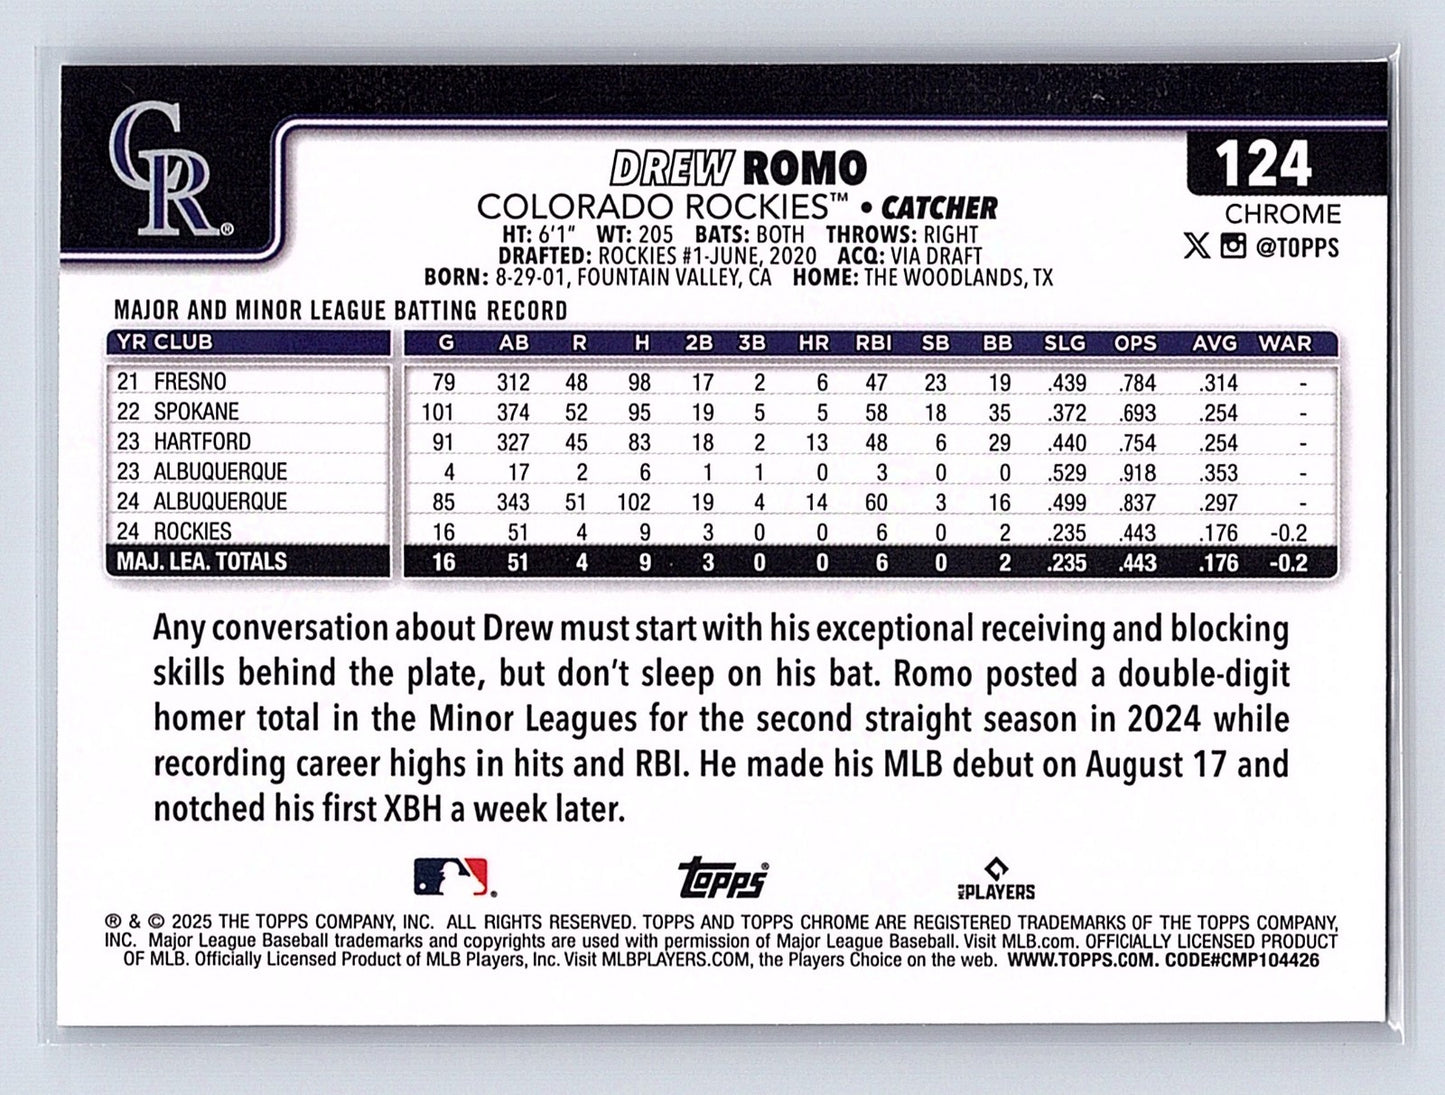 CR®
DREW ROMO
124
COLORADO ROCKIES™ • CATCHER
CHROME
HT: 6'1" WT: 205 BATS: BOTH THROWS: RIGHT
DRAFTED: ROCKIES #1-JUNE, 2020 ACQ: VIA DRAFT
@TOPPS
BORN: 8-29-01, FOUNTAIN VALLEY, CA HOME: THE WOODLANDS, TX
MAJOR AND MINOR LEAGUE BATTING RECORD
YR CLUB G AB R H 2B 3B HR RBI SB BB SLG OPS AVG WAR
21 FRESNO 79 312 48 98 17 2 6 47 23 19 .439 .784 .314 -
22 SPOKANE 101 374 52 95 19 5 5 58 18 35 .372 .693 .254 -
23 HARTFORD 91 327 45 83 18 2 13 48 6 29 .440 .754 .254 -
23 ALBUQUERQUE 4 17 2 6 1 1 0 3 0 0 .529 .918 .353 -
24 ALBUQUERQUE 85 343 51 102 19 4 14 60 3 16 .499 .837 .297 -
24 ROCKIES 16 51 4 9 3 0 0 6 0 2 .235 .443 .176 -0.2
MAJ. LEA. TOTALS 16 51 4 9 3 0 0 6 0 2 .235 .443 .176 -0.2
Any conversation about Drew must start with his exceptional receiving and blocking
skills behind the plate, but don't sleep on his bat. Romo posted a double-digit
homer total in the Minor Leagues for the second straight season in 2024 while
recording career highs in hits and RBI. He made his MLB debut on August 17 and
notched his first XBH a week later.
topps® PLAYERS
® & © 2025 THE TOPPS COMPANY, INC. ALL RIGHTS RESERVED. TOPPS AND TOPPS CHROME ARE REGISTERED TRADEMARKS OF THE TOPPS COMPANY,
INC. Major League Baseball trademarks and copyrights are used with permission of Major League Baseball. Visit MLB.com. OFFICIALLY LICENSED PRODUCT
OF MLB. Officially Licensed Product of MLB Players, Inc. Visit MLBPLAYERS.COM, the Players Choice on the web. WWW.TOPPS.COM. CODE#CMP104426